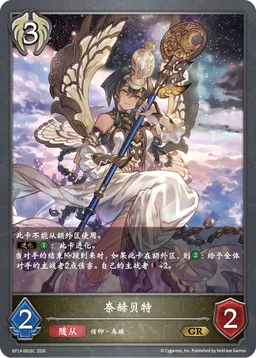 3
此卡不能从额外区使用。
进化 1：此卡进化。
当对手的结束阶段到来时，如果此卡在额外区，则 2：给予全体对手的主战者2点伤害。自己的主战者 +2。
奈赫贝特
2
随从
信仰·鸟族
GR
2
BP14-091SC 2026
© Cygames, Inc. Published by NetEase Games